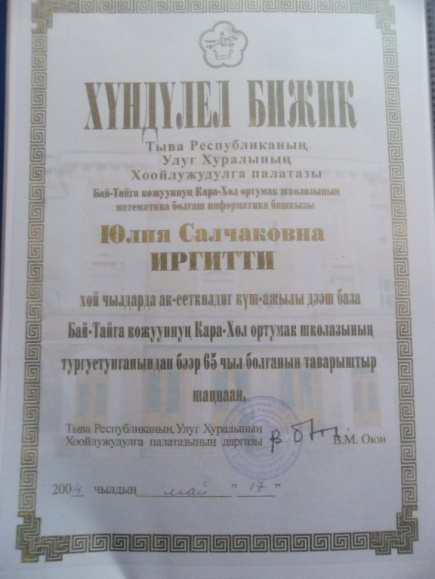 ХҮНДҮЛЕЛ БИЖИК
Тыва Республиканың
Улуг Хуралының
Хоойлужудулга палатазы
Бай-Тайга кожууннуң Кара-Хол ортумак школазының
математика болгаш информатика башкызы
Юлия Салчаковна
ИРГИТТИ
хөй чылдарда ак-сеткилдиг күш-ажылы дээш база
Бай-Тайга кожууннуң Кара-Хол ортумак школазының
тургустунганындан бээр 65 чыл болганын таварыштыр
шаңнаан.
Тыва Республиканың Улуг Хуралының
Хоойлужудулга палатазының даргазы В.М. Оюн
2004 чылдың май "17"